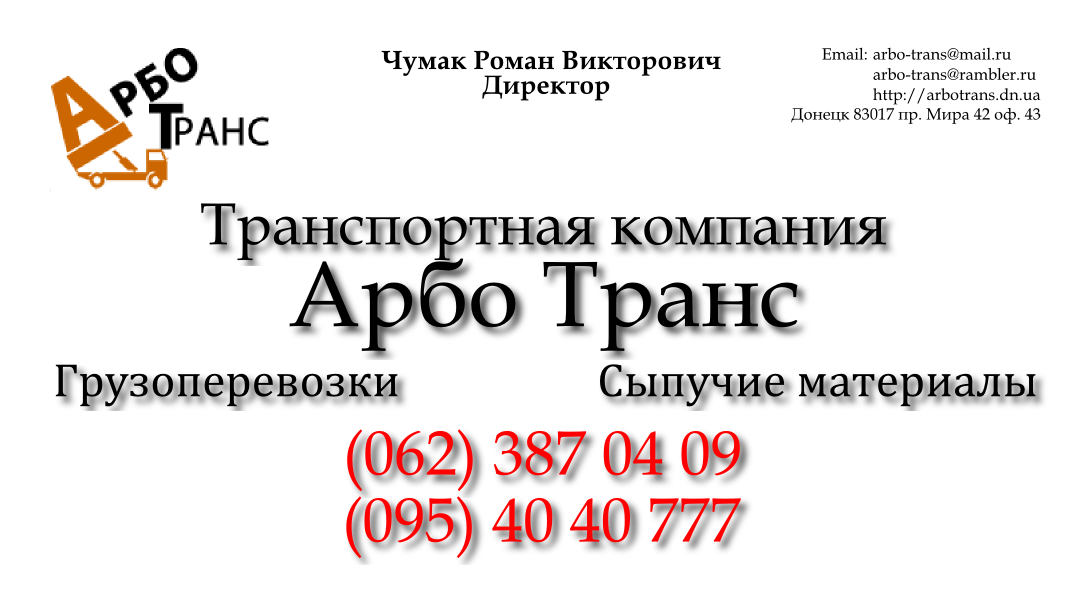 Арбо
Транс
Чумак Роман Викторович
Директор
Email: arbo-trans@mail.ru
arbo-trans@rambler.ru
http://arbotrans.dn.ua
Донецк 83017 пр. Мира 42 оф. 43
Транспортная компания
Арбо Транс
Грузоперевозки
Сыпучие материалы
(062) 387 04 09
(095) 40 40 777